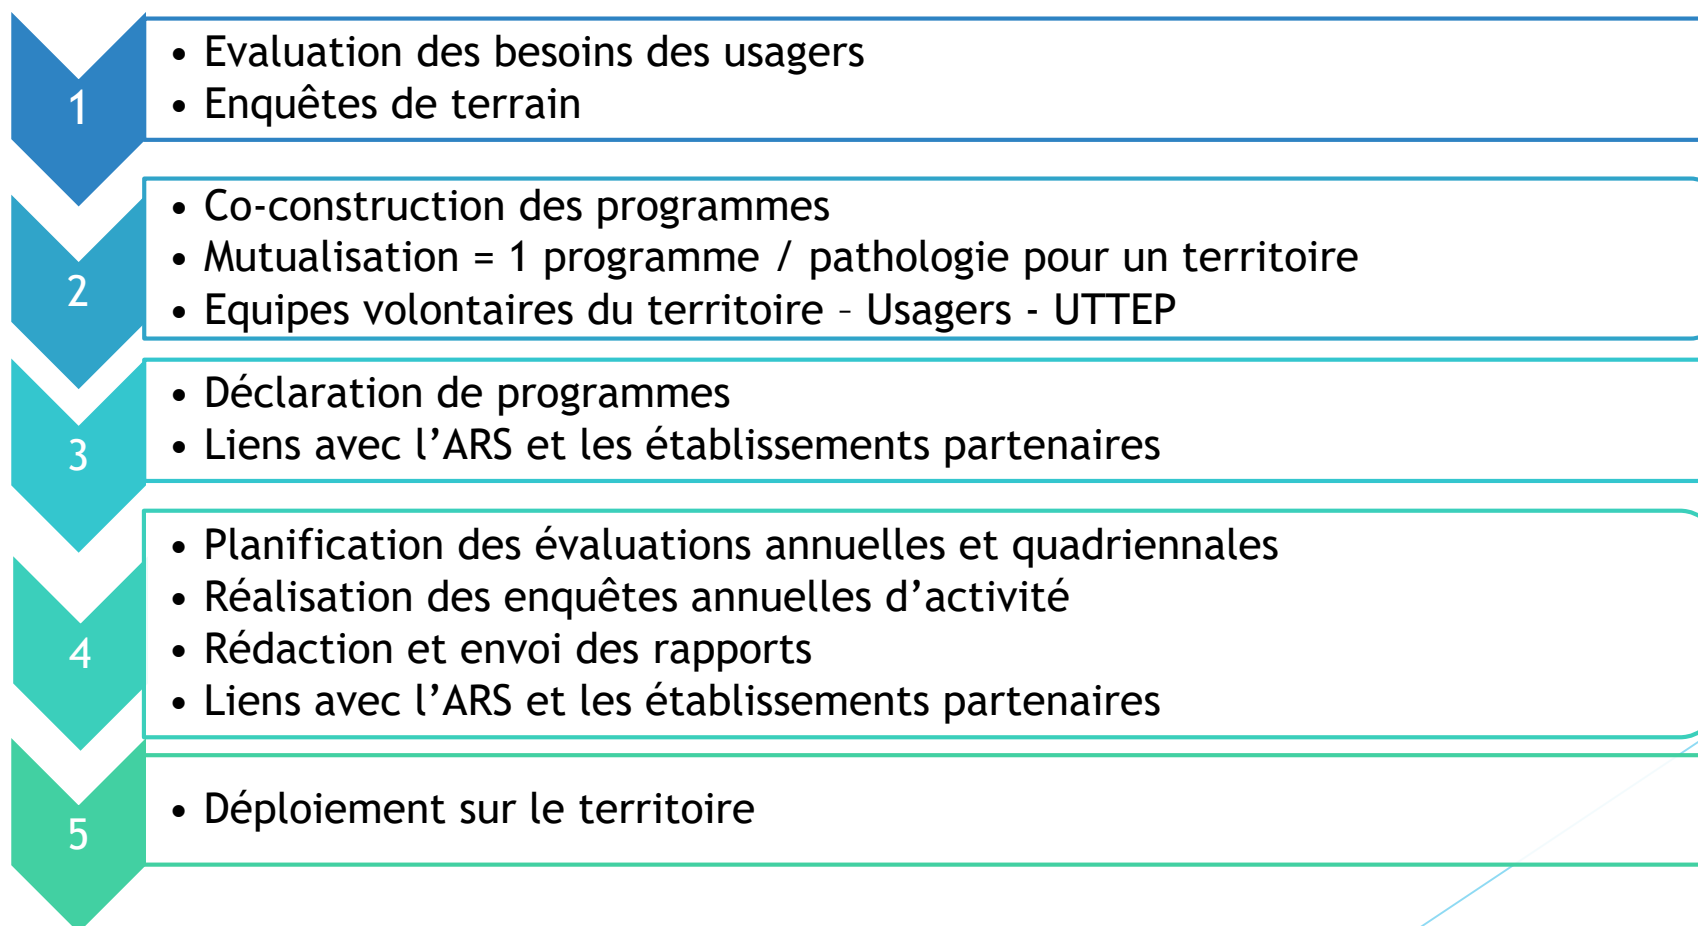 1
• Evaluation des besoins des usagers
• Enquêtes de terrain
2
• Co-construction des programmes
• Mutualisation = 1 programme / pathologie pour un territoire
• Equipes volontaires du territoire – Usagers - UTTEP
3
• Déclaration de programmes
• Liens avec l’ARS et les établissements partenaires
4
• Planification des évaluations annuelles et quadriennales
• Réalisation des enquêtes annuelles d’activité
• Rédaction et envoi des rapports
• Liens avec l’ARS et les établissements partenaires
5
• Déploiement sur le territoire